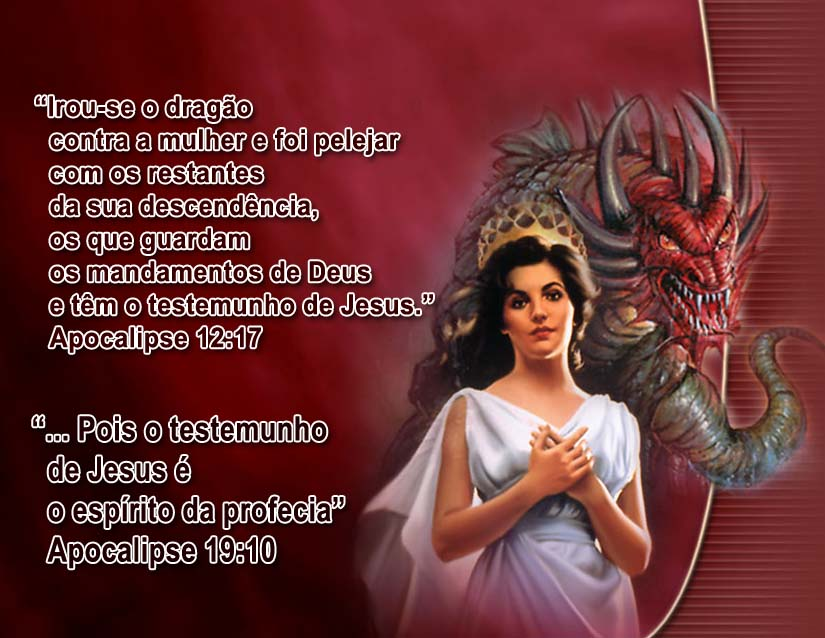 “Irou-se o dragão
contra a mulher e foi pelejar
com os restantes
da sua descendência,
os que guardam
os mandamentos de Deus
e têm o testemunho de Jesus.”
Apocalipse 12:17
“... Pois o testemunho
de Jesus é
o espírito da profecia”
Apocalipse 19:10